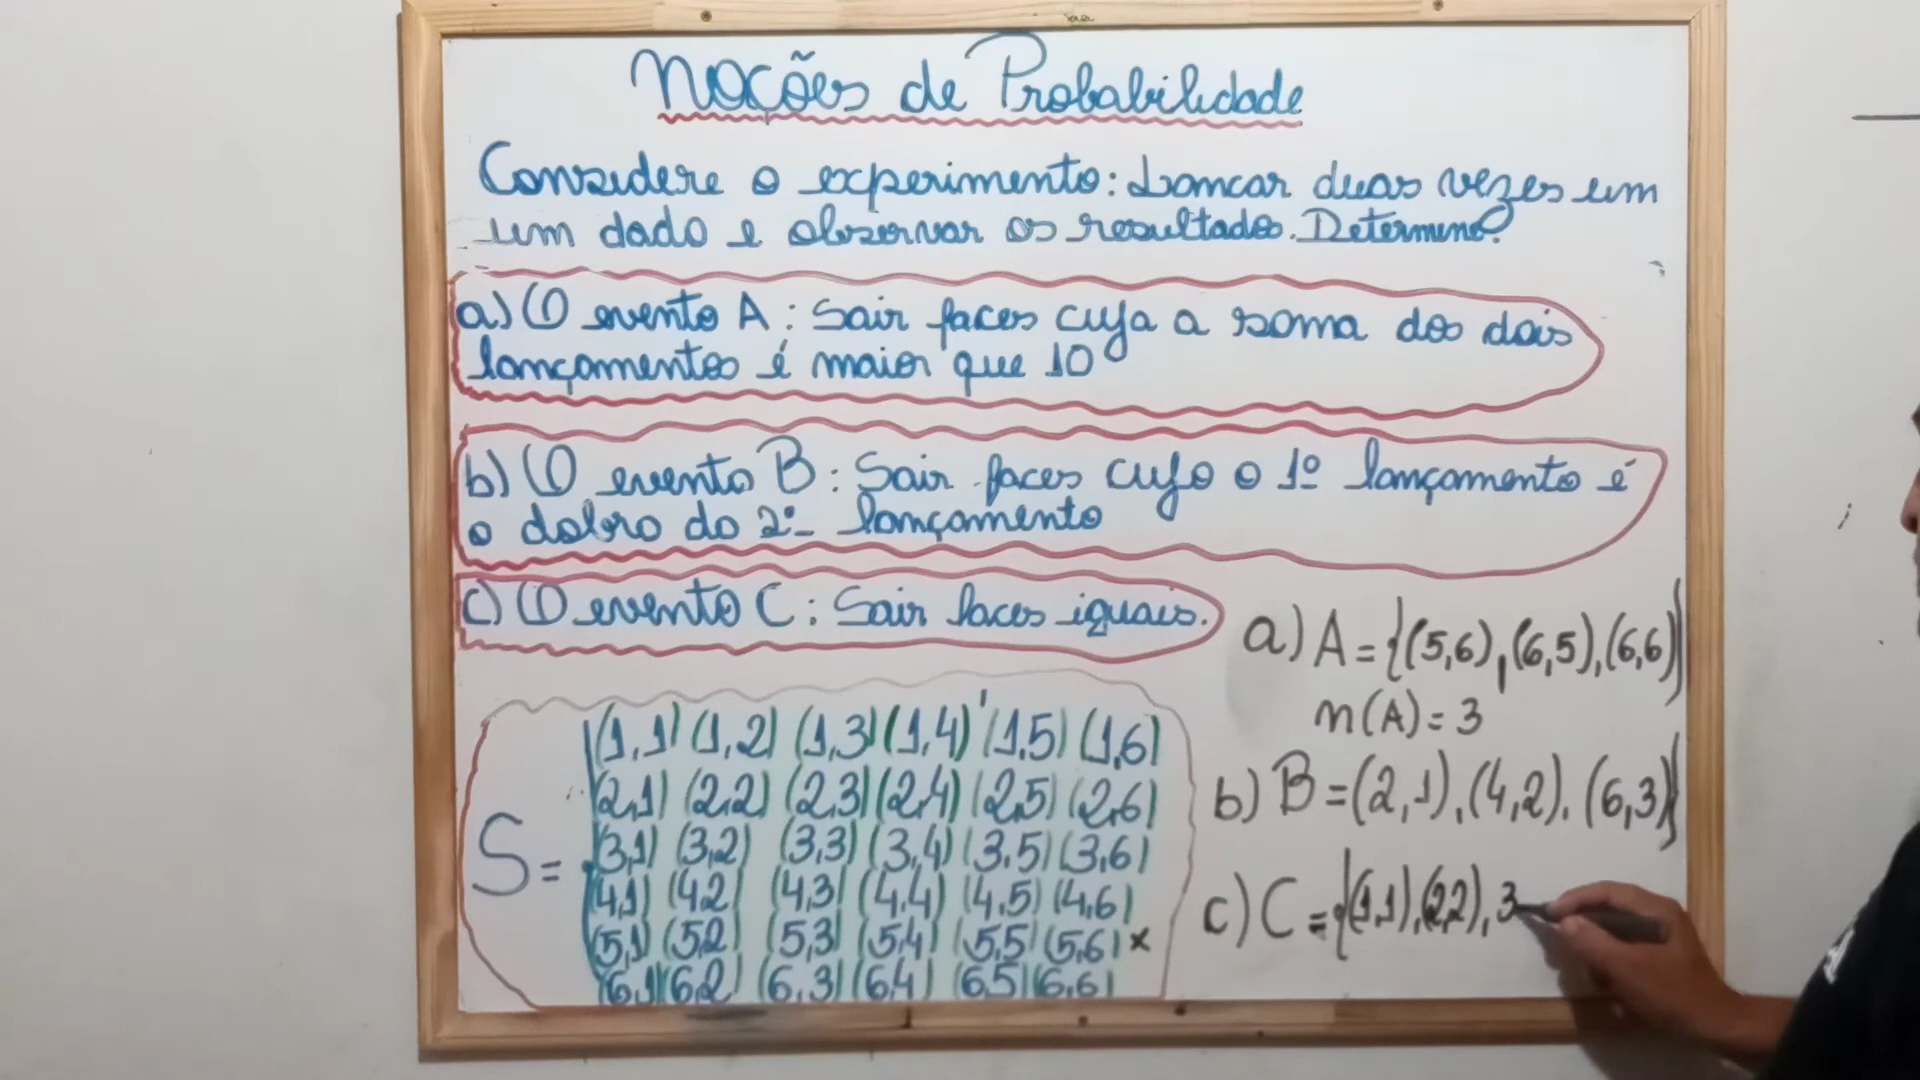 Noções de Probabilidade
Considere o experimento: Lancar duas vezes um
um dado e observar os resultados. Determine:
a) O evento A: Sair faces cuja a soma dos dois
lançamentos é maior que 10
b) O evento B: Sair faces cujo o 1º lançamento é
o dobro do 2º lançamento
c) O evento C: Sair faces iguais.
S =
(1,1) (1,2) (1,3) (1,4) (1,5) (1,6)
(2,1) (2,2) (2,3) (2,4) (2,5) (2,6)
(3,1) (3,2) (3,3) (3,4) (3,5) (3,6)
(4,1) (4,2) (4,3) (4,4) (4,5) (4,6)
(5,1) (5,2) (5,3) (5,4) (5,5) (5,6) x
(6,1) (6,2) (6,3) (6,4) (6,5) (6,6)
a) A = {(5,6), (6,5), (6,6)}
n(A) = 3
b) B = (2,1), (4,2), (6,3)}
c) C = {(1,1), (2,2), 3